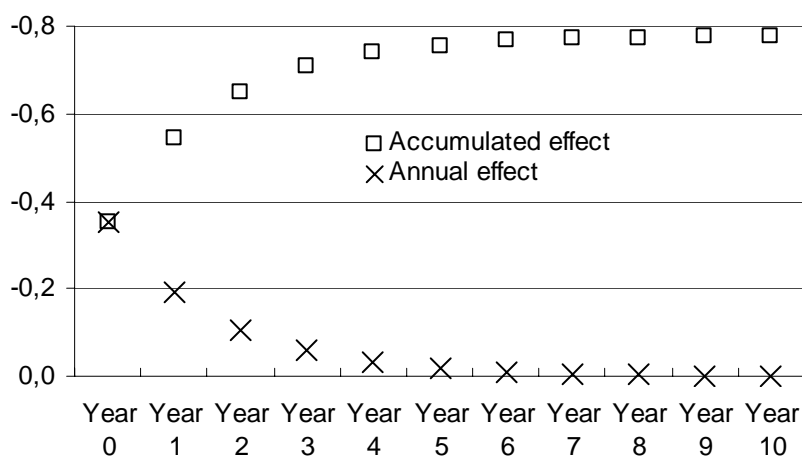 -0,8
-0,6
Accumulated effect
Annual effect
-0,4
-0,2
0,0
Year Year Year Year Year Year Year Year Year Year Year
0 1 2 3 4 5 6 7 8 9 10